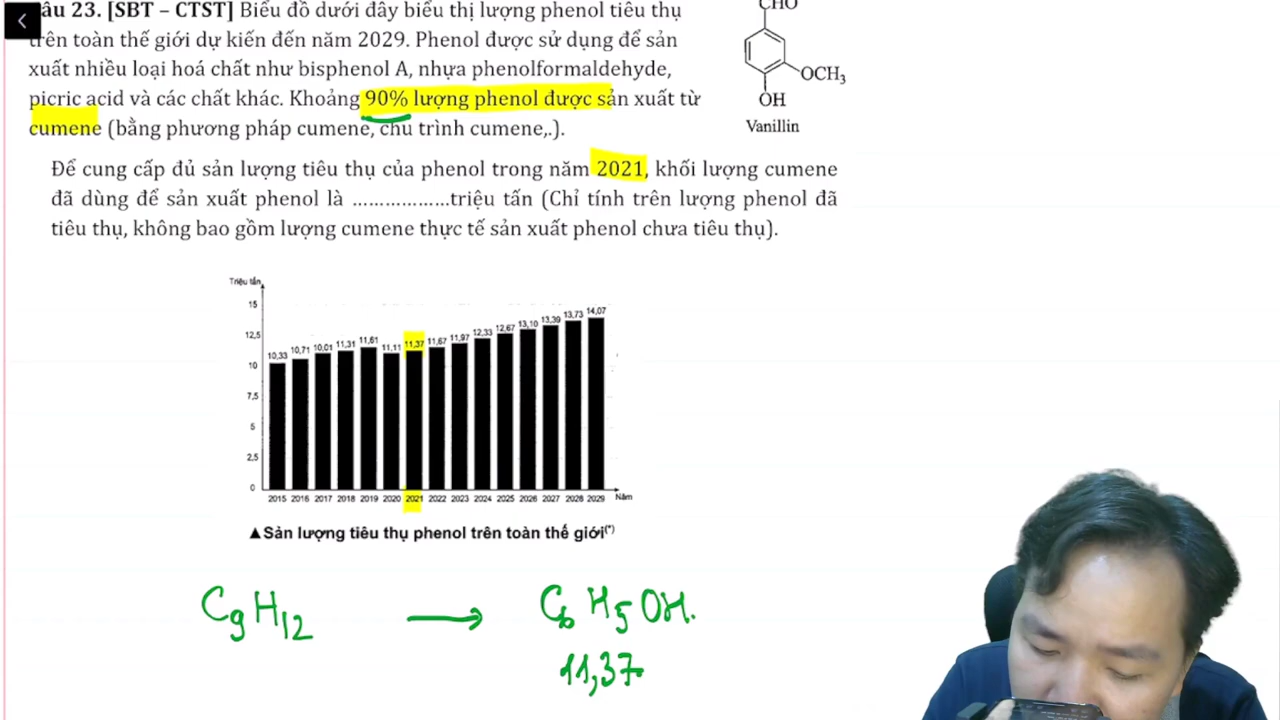 âu 23. [SBT – CTST] Biểu đồ dưới đây biểu thị lượng phenol tiêu thụ
trên toàn thế giới dự kiến đến năm 2029. Phenol được sử dụng để sản
xuất nhiều loại hoá chất như bisphenol A, nhựa phenolformaldehyde,
picric acid và các chất khác. Khoảng 90% lượng phenol được sản xuất từ
cumene (bằng phương pháp cumene, chu trình cumene,.).
CHO
OCH3
OH
Vanillin
Để cung cấp đủ sản lượng tiêu thụ của phenol trong năm 2021, khối lượng cumene
đã dùng để sản xuất phenol là ..................triệu tấn (Chỉ tính trên lượng phenol đã
tiêu thụ, không bao gồm lượng cumene thực tế sản xuất phenol chưa tiêu thụ).
Triệu tấn
15
12,5
10
7,5
5
2,5
0
10,33 10,71 10,01 11,31 11,61 11,11 11,37 11,67 11,97 12,33 12,67 13,10 13,39 13,73 14,07
2015 2016 2017 2018 2019 2020 2021 2022 2023 2024 2025 2026 2027 2028 2029 Năm
▲Sản lượng tiêu thụ phenol trên toàn thế giới(*)
C9H12 → C6H5OH.
11,37